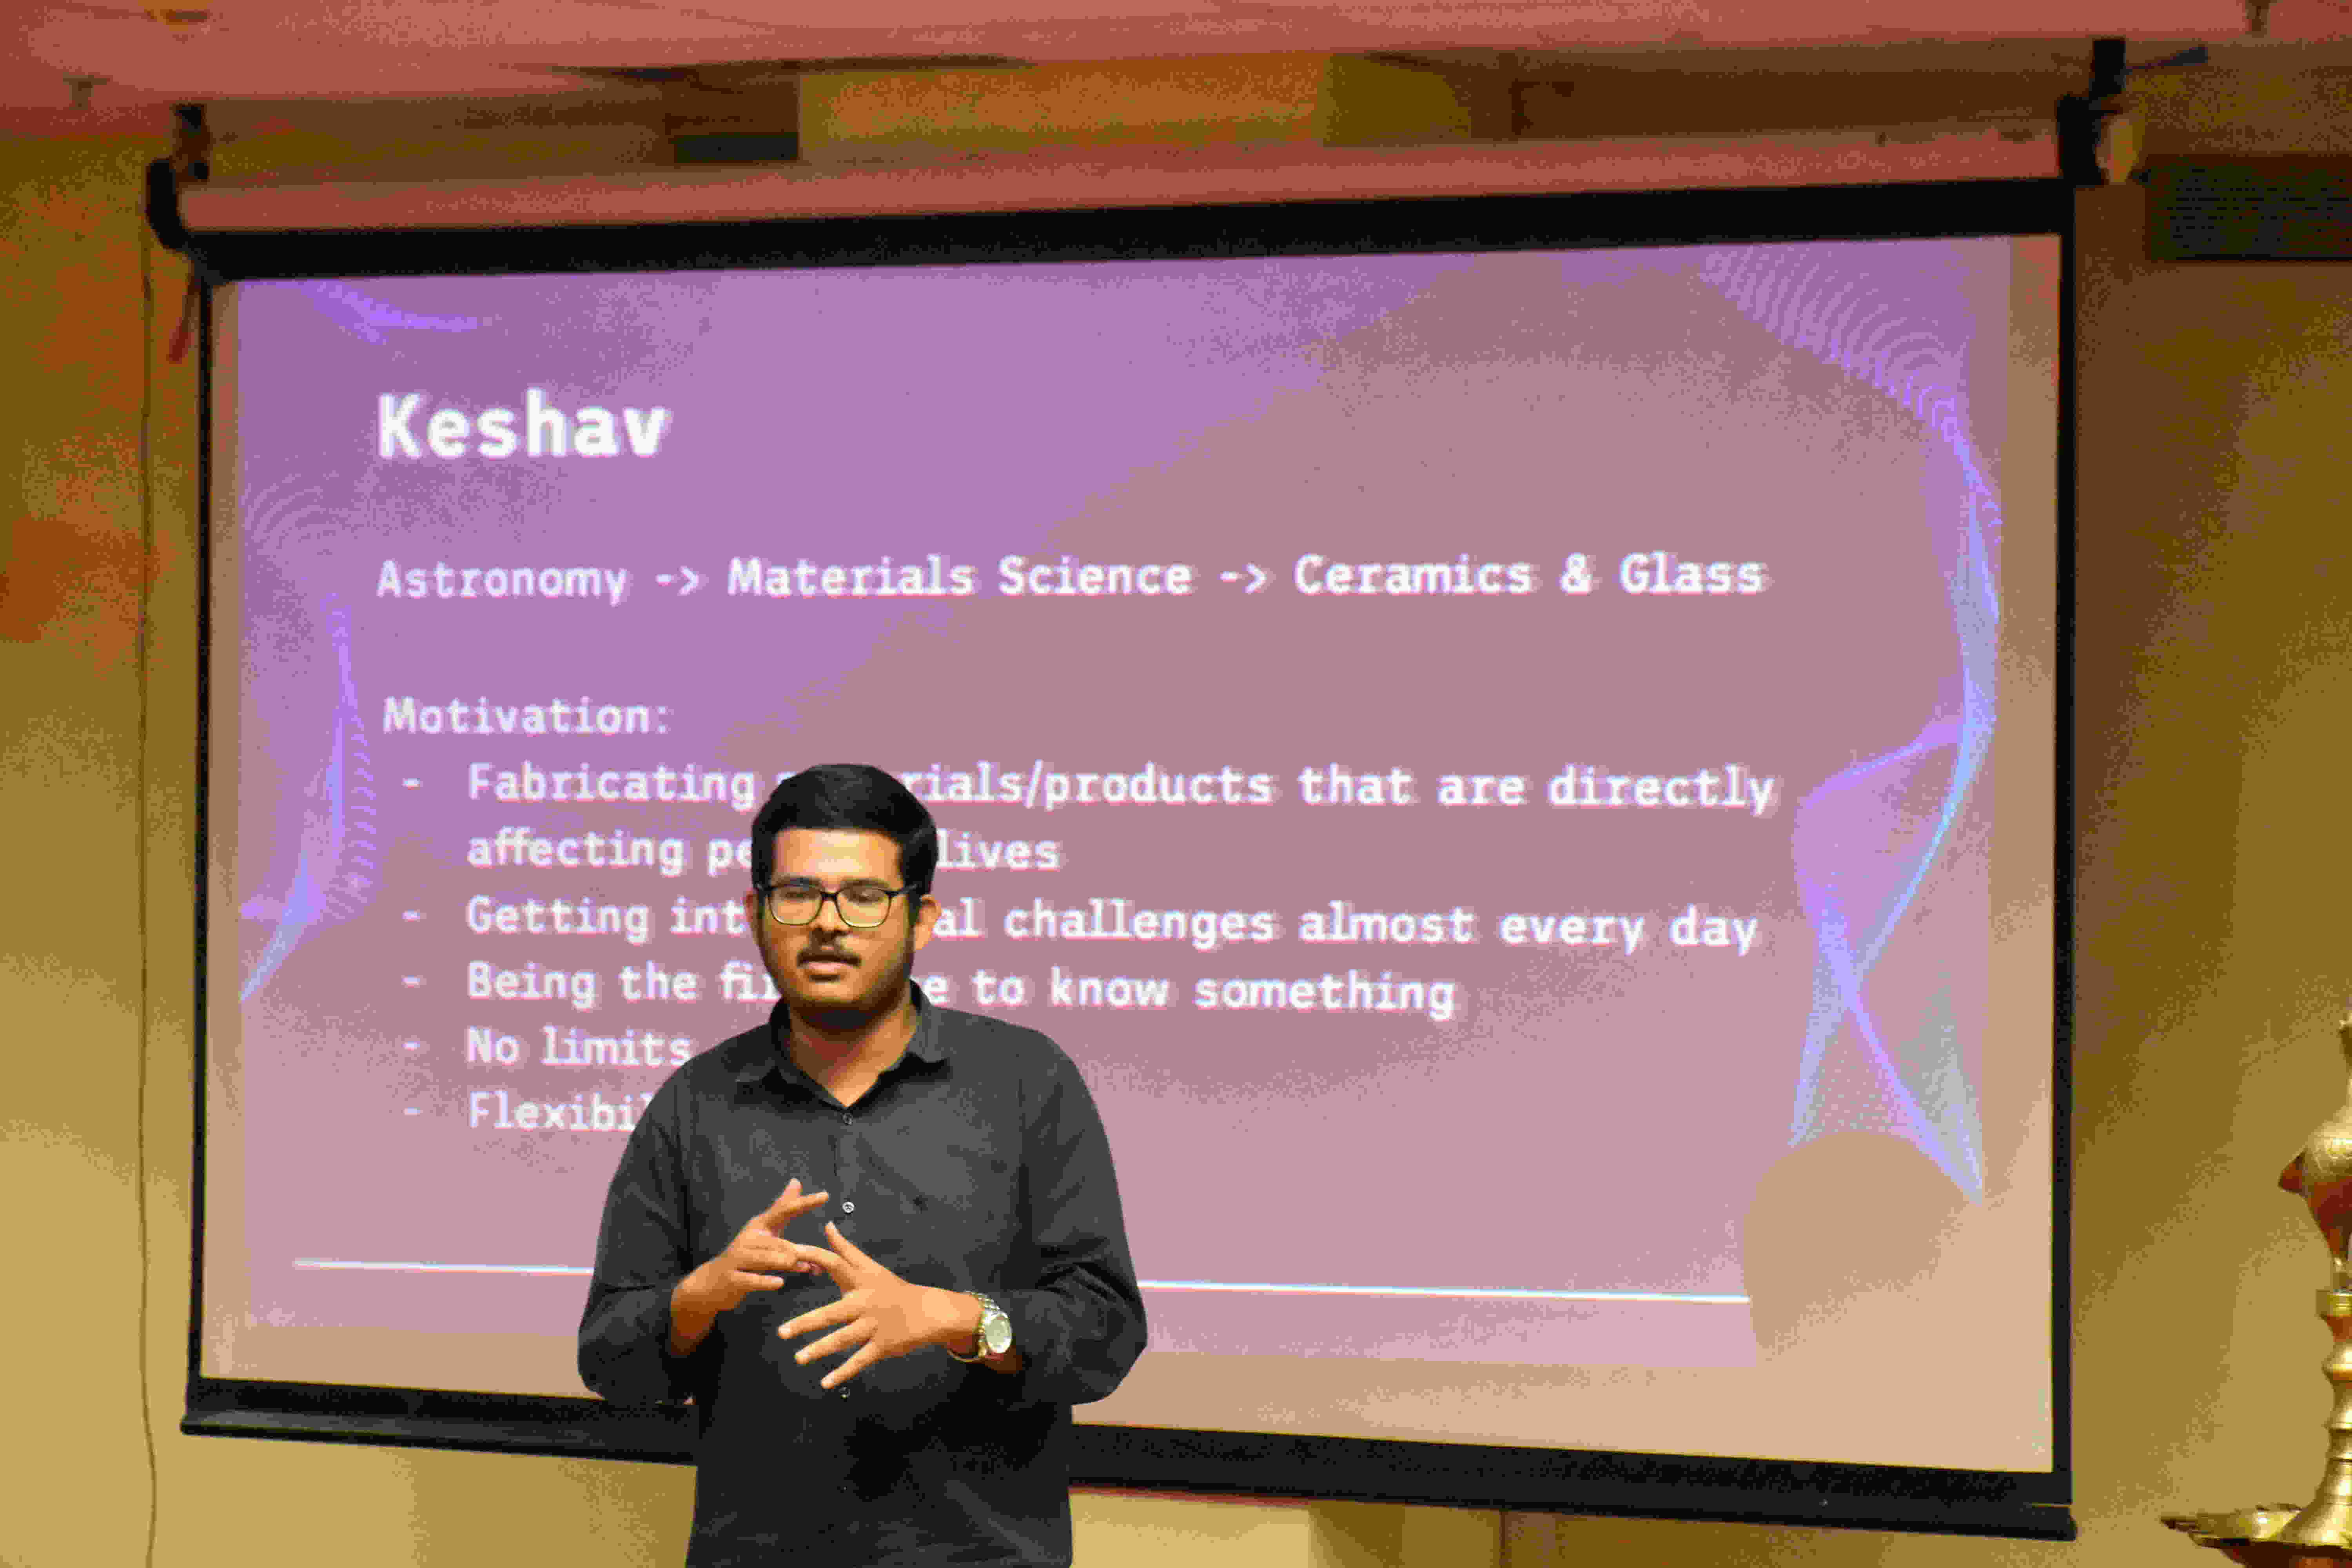 Keshav
Astronomy -> Materials Science -> Ceramics & Glass
Motivation:
- Fabricating rials/products that are directly
affecting pe lives
- Getting int al challenges almost every day
- Being the fi e to know something
- No limits
- Flexibil